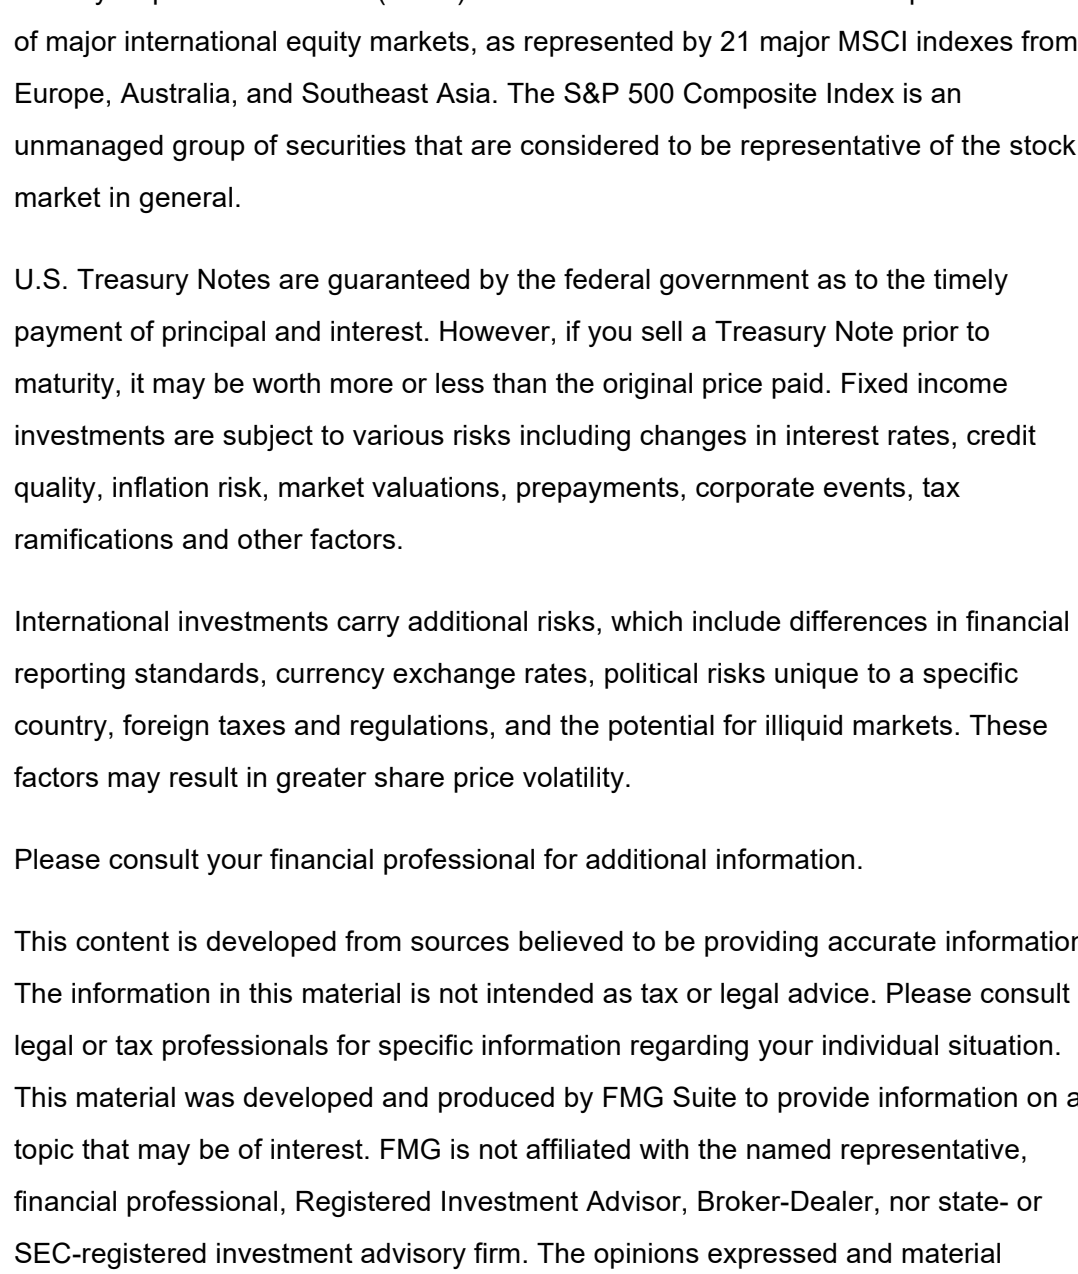 of major international equity markets, as represented by 21 major MSCI indexes from
Europe, Australia, and Southeast Asia. The S&P 500 Composite Index is an
unmanaged group of securities that are considered to be representative of the stock
market in general.
U.S. Treasury Notes are guaranteed by the federal government as to the timely
payment of principal and interest. However, if you sell a Treasury Note prior to
maturity, it may be worth more or less than the original price paid. Fixed income
investments are subject to various risks including changes in interest rates, credit
quality, inflation risk, market valuations, prepayments, corporate events, tax
ramifications and other factors.
International investments carry additional risks, which include differences in financial
reporting standards, currency exchange rates, political risks unique to a specific
country, foreign taxes and regulations, and the potential for illiquid markets. These
factors may result in greater share price volatility.
Please consult your financial professional for additional information.
This content is developed from sources believed to be providing accurate information
The information in this material is not intended as tax or legal advice. Please consult
legal or tax professionals for specific information regarding your individual situation.
This material was developed and produced by FMG Suite to provide information on a
topic that may be of interest. FMG is not affiliated with the named representative,
financial professional, Registered Investment Advisor, Broker-Dealer, nor state- or
SEC-registered investment advisory firm. The opinions expressed and material